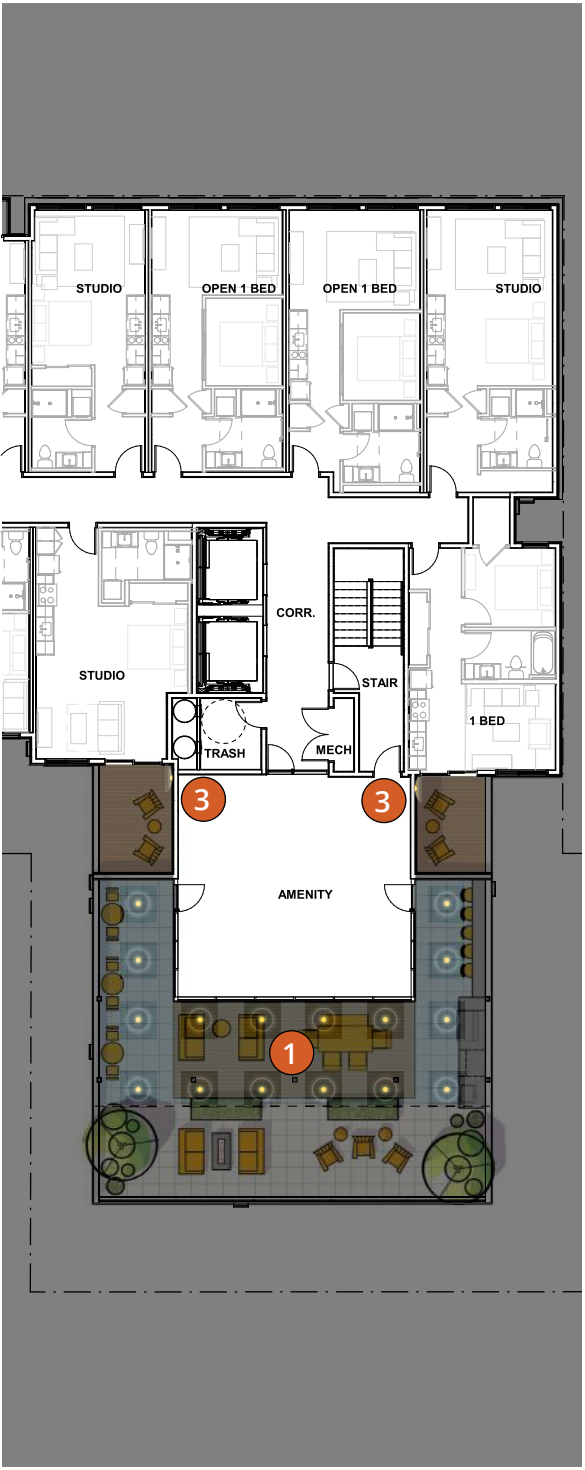 STUDIO
OPEN 1 BED
OPEN 1 BED
STUDIO
CORR.
STUDIO
STAIR
1 BED
TRASH
MECH
3
3
AMENITY
1